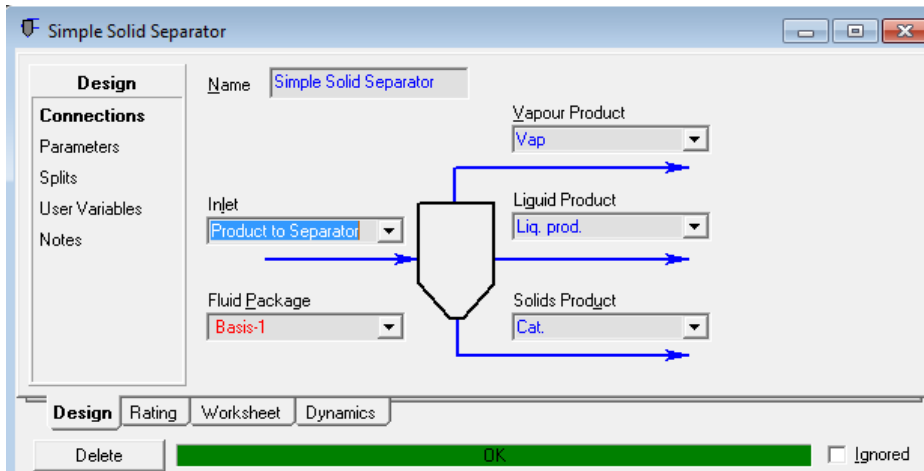 Simple Solid Separator
Design
Connections
Parameters
Splits
User Variables
Notes
Name Simple Solid Separator
Vapour Product
Vap
Inlet
Product to Separator
Liquid Product
Liq. prod.
Fluid Package
Basis-1
Solids Product
Cat.
Design Rating Worksheet Dynamics
Delete OK Ignored